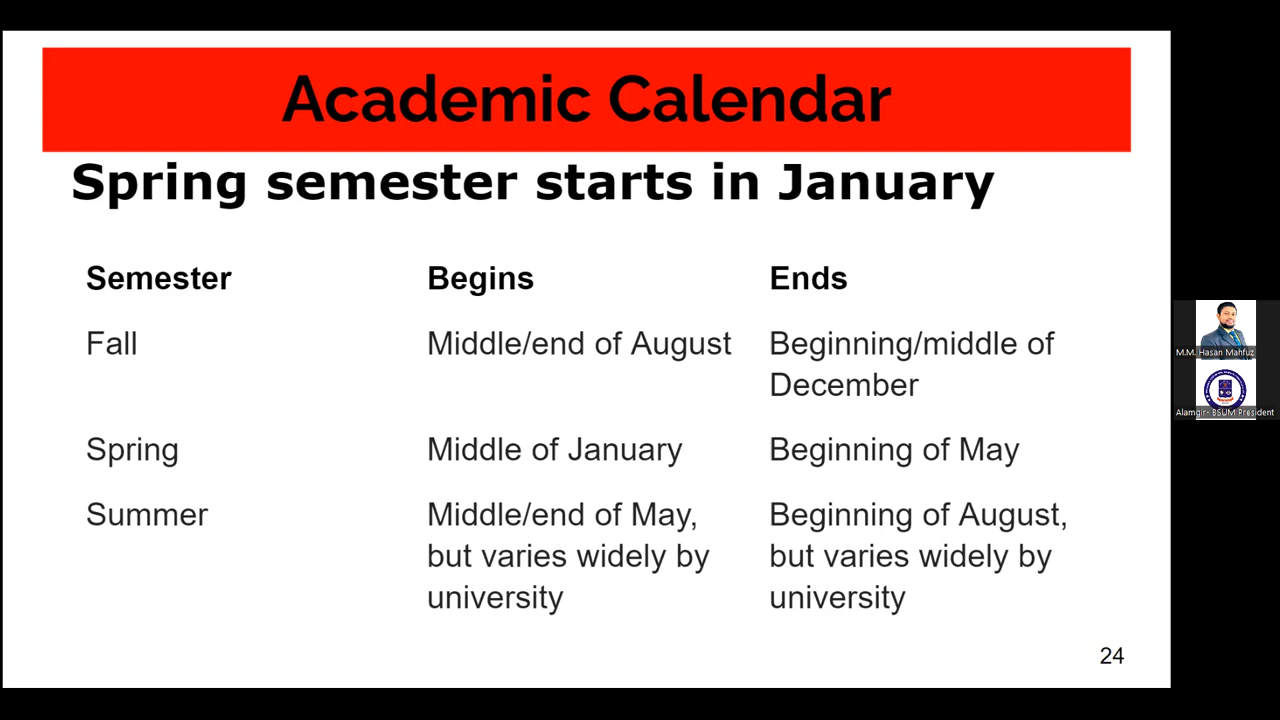 Academic Calendar
Spring semester starts in January
Semester Begins Ends
Fall Middle/end of August Beginning/middle of
December
Spring Middle of January Beginning of May
Summer Middle/end of May, Beginning of August,
but varies widely by but varies widely by
university university
24
M.M. Hasan Mahfuz
Alamgir- BSUM President